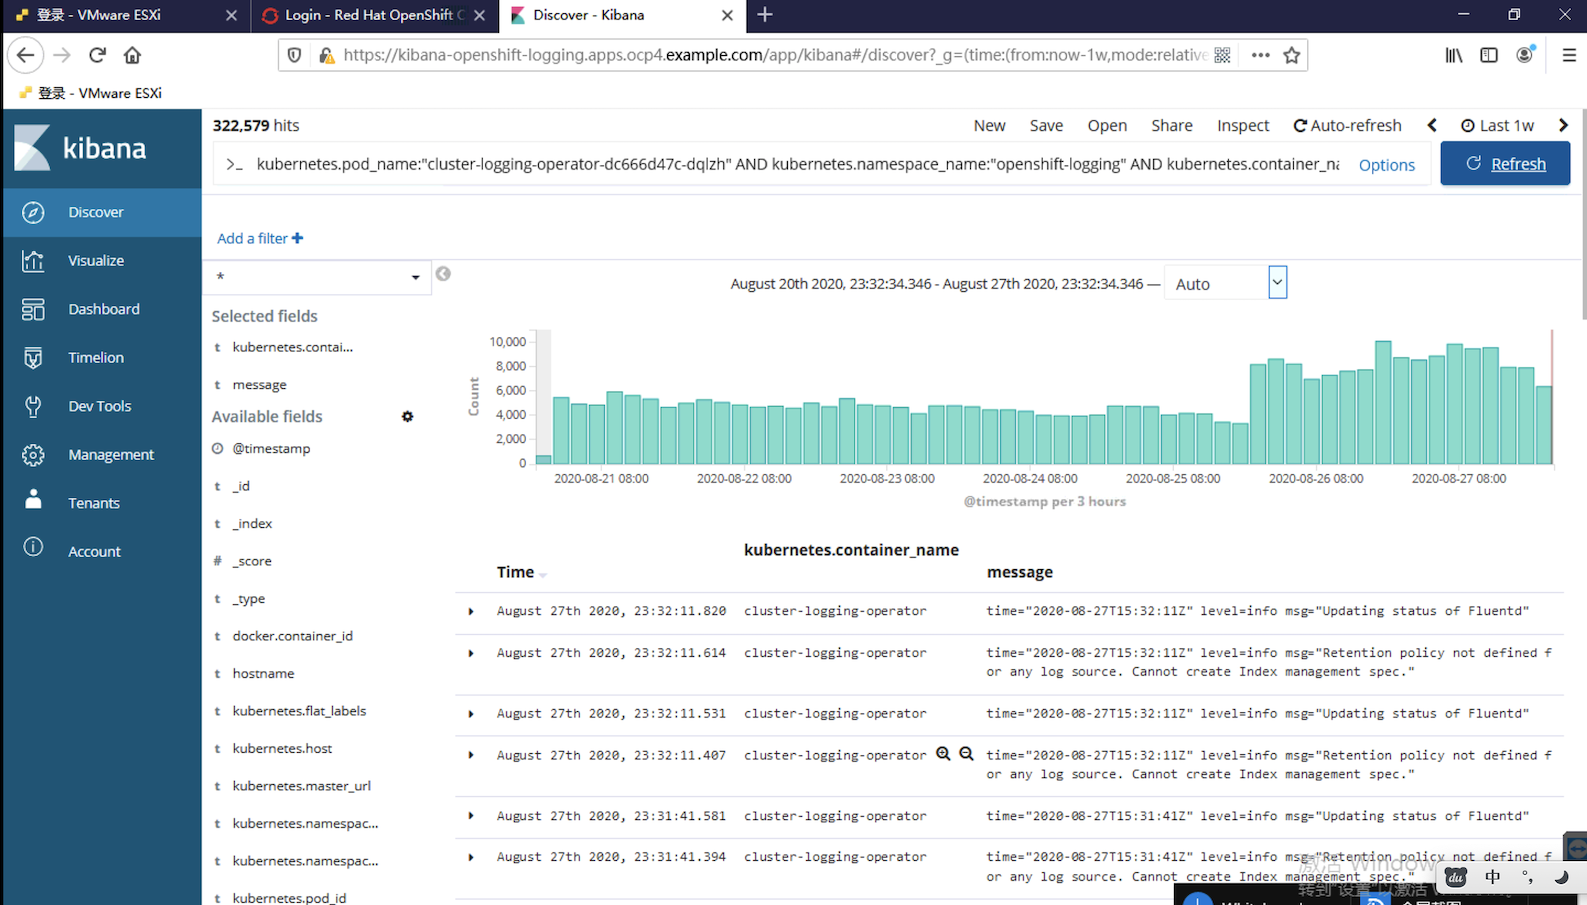 登录 - VMware ESXi
Login - Red Hat OpenShift C
Discover - Kibana
https://kibana-openshift-logging.apps.ocp4.example.com/app/kibana#/discover?_g=(time:(from:now-1w,mode:relative
登录 - VMware ESXi
kibana
Discover
Visualize
Dashboard
Timelion
Dev Tools
Management
Tenants
Account
322,579 hits
New Save Open Share Inspect Auto-refresh Last 1w
>_ kubernetes.pod_name:"cluster-logging-operator-dc666d47c-dqlzh" AND kubernetes.namespace_name:"openshift-logging" AND kubernetes.container_na
Options
Refresh
Add a filter +
*
Selected fields
t kubernetes.contai...
t message
Available fields
@timestamp
t _id
t _index
# _score
t _type
t docker.container_id
t hostname
t kubernetes.flat_labels
t kubernetes.host
t kubernetes.master_url
t kubernetes.namespac...
t kubernetes.namespac...
t kubernetes.pod_id
August 20th 2020, 23:32:34.346 - August 27th 2020, 23:32:34.346 — Auto
Count
10,000
8,000
6,000
4,000
2,000
0
2020-08-21 08:00 2020-08-22 08:00 2020-08-23 08:00 2020-08-24 08:00 2020-08-25 08:00 2020-08-26 08:00 2020-08-27 08:00
@timestamp per 3 hours
Time kubernetes.container_name message
August 27th 2020, 23:32:11.820 cluster-logging-operator time="2020-08-27T15:32:11Z" level=info msg="Updating status of Fluentd"
August 27th 2020, 23:32:11.614 cluster-logging-operator time="2020-08-27T15:32:11Z" level=info msg="Retention policy not defined f
or any log source. Cannot create Index management spec."
August 27th 2020, 23:32:11.531 cluster-logging-operator time="2020-08-27T15:32:11Z" level=info msg="Updating status of Fluentd"
August 27th 2020, 23:32:11.407 cluster-logging-operator time="2020-08-27T15:32:11Z" level=info msg="Retention policy not defined f
or any log source. Cannot create Index management spec."
August 27th 2020, 23:31:41.581 cluster-logging-operator time="2020-08-27T15:31:41Z" level=info msg="Updating status of Fluentd"
August 27th 2020, 23:31:41.394 cluster-logging-operator time="2020-08-27T15:31:41Z" level=info msg="Retention policy not defined f
or any log source. Cannot create Index management spec."
激活 Window
转到"设置"以激活
du 中 °,